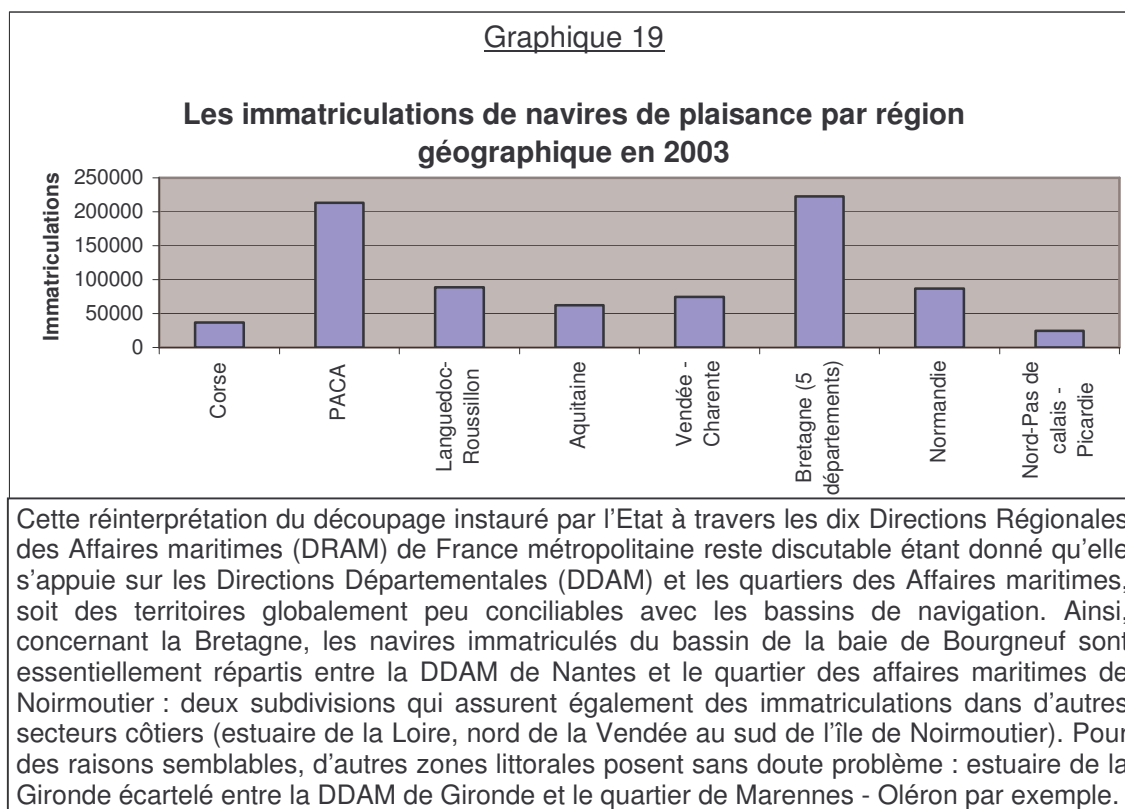 Graphique 19
Les immatriculations de navires de plaisance par région
géographique en 2003
Immatriculations
250000
200000
150000
100000
50000
0
Corse
PACA
Languedoc-
Roussillon
Aquitaine
Vendée -
Charente
Bretagne (5
départements)
Normandie
Nord-Pas de
calais -
Picardie
Cette réinterprétation du découpage instauré par l’Etat à travers les dix Directions Régionales
des Affaires maritimes (DRAM) de France métropolitaine reste discutable étant donné qu’elle
s’appuie sur les Directions Départementales (DDAM) et les quartiers des Affaires maritimes,
soit des territoires globalement peu conciliables avec les bassins de navigation. Ainsi,
concernant la Bretagne, les navires immatriculés du bassin de la baie de Bourgneuf sont
essentiellement répartis entre la DDAM de Nantes et le quartier des affaires maritimes de
Noirmoutier : deux subdivisions qui assurent également des immatriculations dans d’autres
secteurs côtiers (estuaire de la Loire, nord de la Vendée au sud de l’île de Noirmoutier). Pour
des raisons semblables, d’autres zones littorales posent sans doute problème : estuaire de la
Gironde écartelé entre la DDAM de Gironde et le quartier de Marennes - Oléron par exemple.